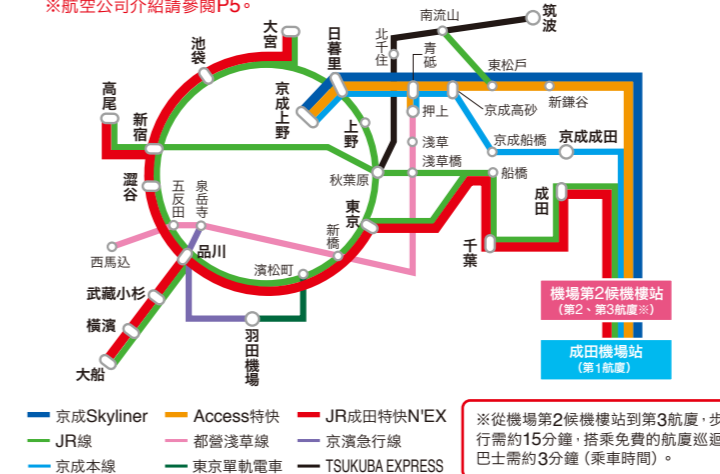 ※航空公司介紹請參閱P5。
大宮
池袋
日暮里
南流山
筑波
北千住
青砥
東松戶
高尾
新宿
京成上野
上野
押上
京成高砂
新鎌谷
淺草
京成船橋
京成成田
淺草橋
澀谷
秋葉原
船橋
五反田
泉岳寺
東京
成田
新橋
千葉
西馬込
品川
濱松町
武藏小杉
橫濱
大船
羽田機場
機場第2候機樓站
(第2、第3航廈※)
成田機場站
(第1航廈)
京成Skyliner
Access特快
JR成田特快N'EX
JR線
都營淺草線
京濱急行線
京成本線
東京單軌電車
TSUKUBA EXPRESS
※從機場第2候機樓站到第3航廈，步
行需約15分鐘，搭乘免費的航廈巡迴
巴士需約3分鐘（乘車時間）。